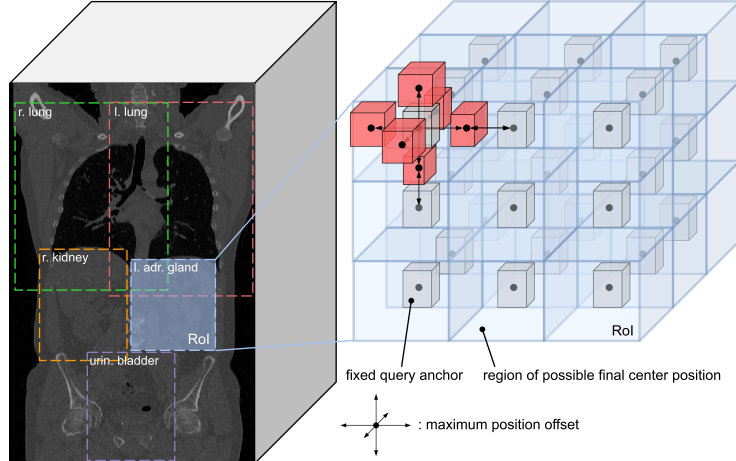 r. lung
l. lung
r. kidney
l. adr. gland
RoI
urin. bladder
RoI
fixed query anchor
region of possible final center position
: maximum position offset